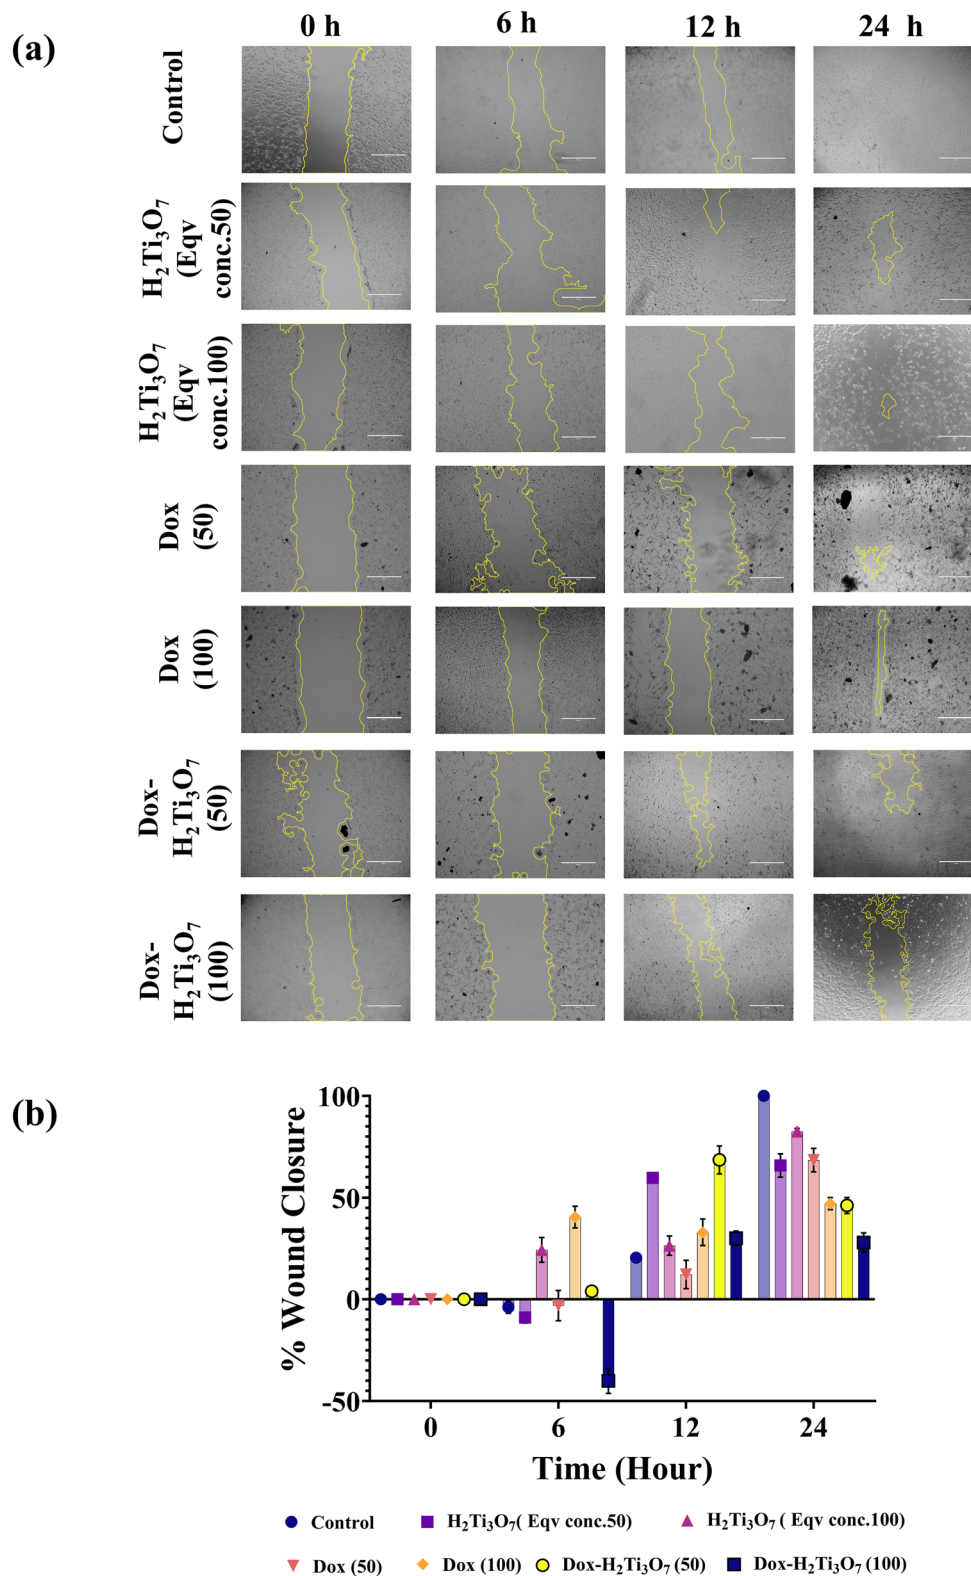 (a)
0 h 6 h 12 h 24 h
Control
H₂Ti₃O₇
(Eqv
conc.50)
H₂Ti₃O₇
(Eqv
conc.100)
Dox
(50)
Dox
(100)
Dox-
H₂Ti₃O₇
(50)
Dox-
H₂Ti₃O₇
(100)
(b)
% Wound Closure
100
50
0
-50
0 6 12 24
Time (Hour)
Control H₂Ti₃O₇( Eqv conc.50) H₂Ti₃O₇ ( Eqv conc.100)
Dox (50) Dox (100) Dox-H₂Ti₃O₇ (50) Dox-H₂Ti₃O₇ (100)